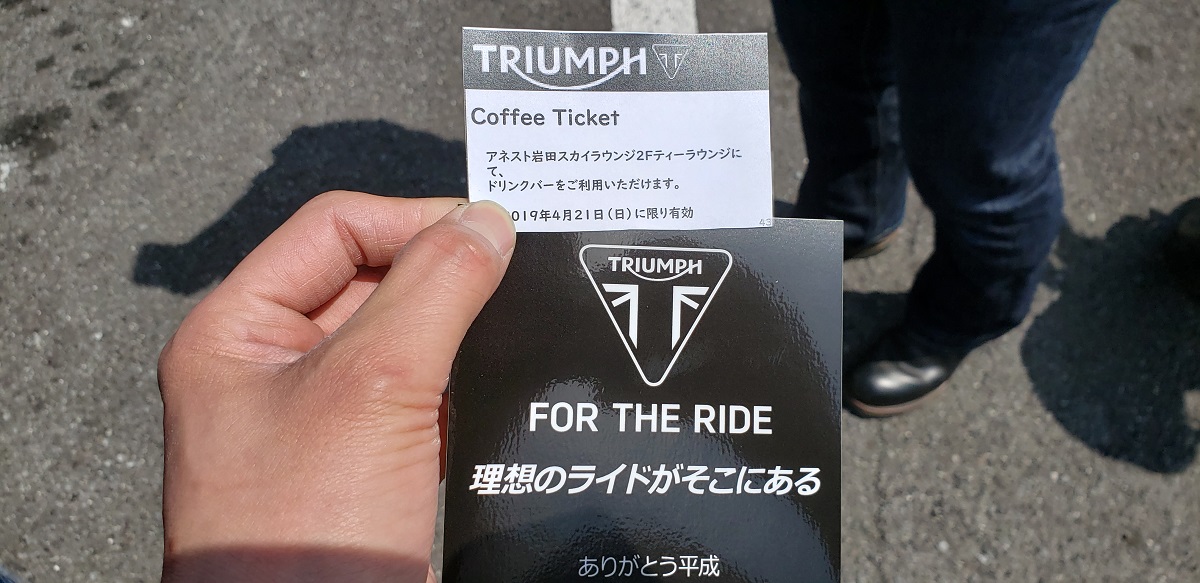 TRIUMPH
Coffee Ticket
アネスト岩田スカイラウンジ2Fティーラウンジに
て、
ドリンクバーをご利用いただけます。
019年4月21日(日)に限り有効
43
TRIUMPH
FOR THE RIDE
理想のライドがそこにある
ありがとう平成